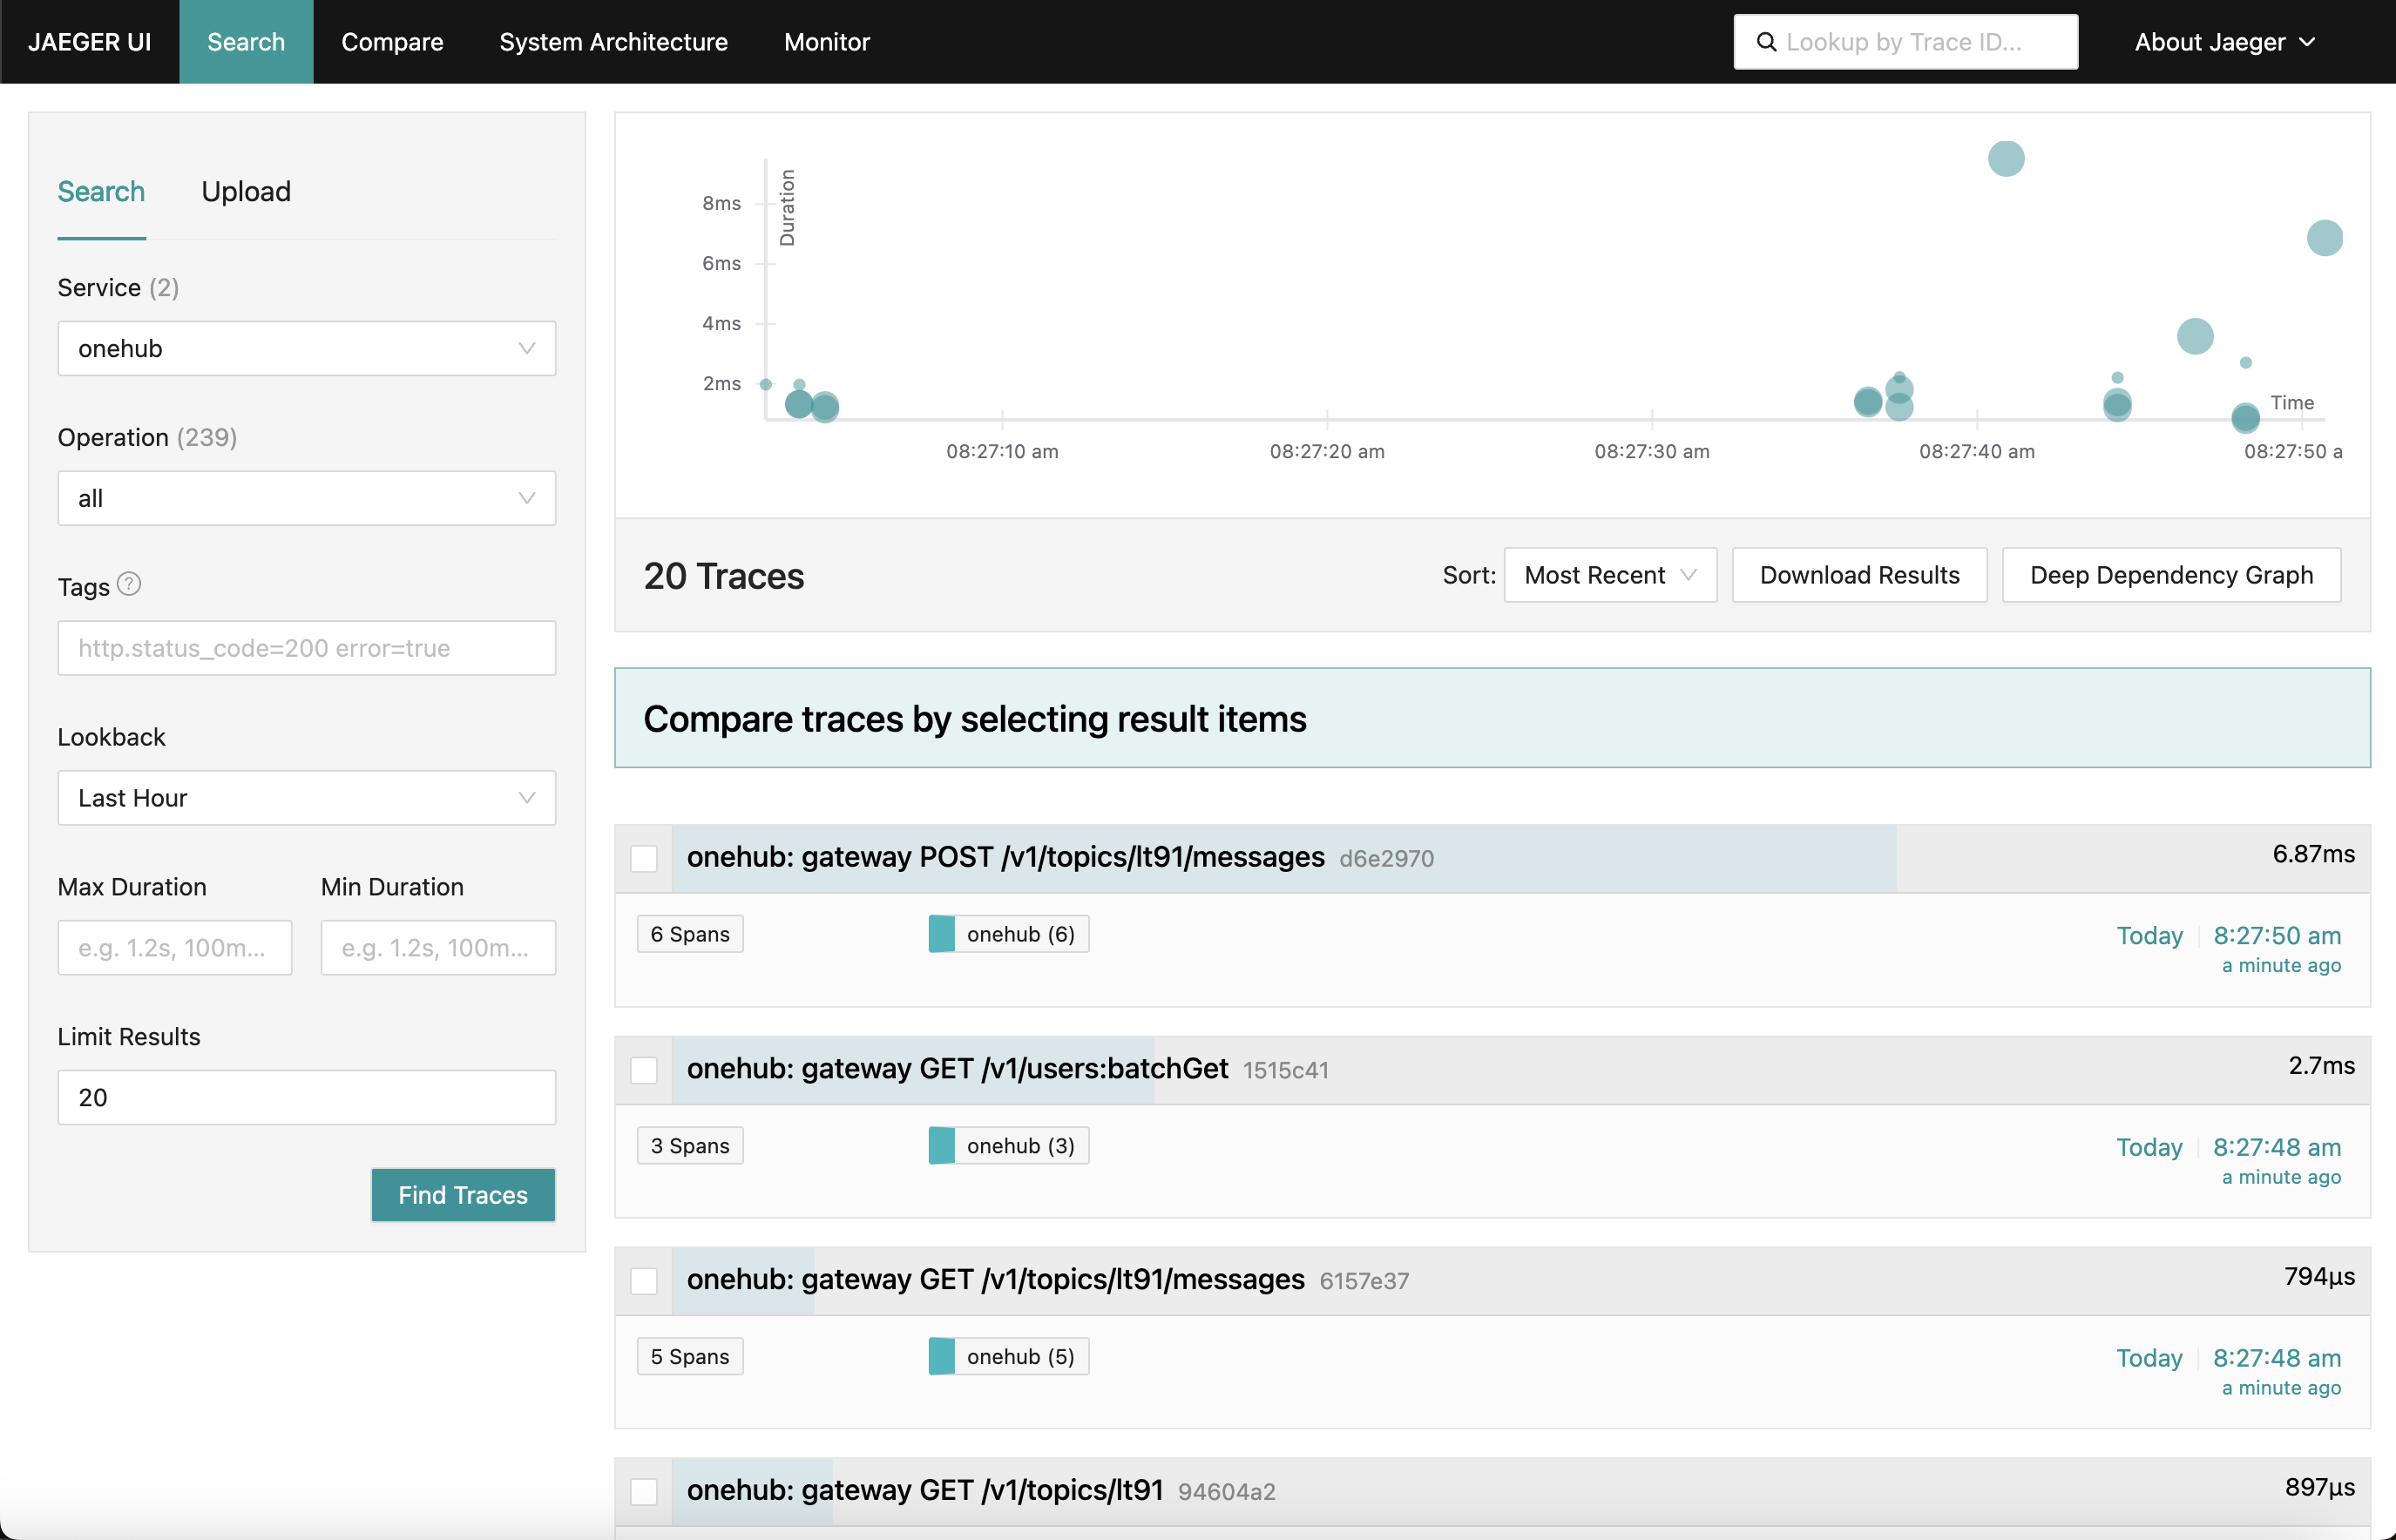 JAEGER UI Search Compare System Architecture Monitor Lookup by Trace ID... About Jaeger
Search Upload
Service (2)
onehub
Operation (239)
all
Tags ?
http.status_code=200 error=true
Lookback
Last Hour
Max Duration Min Duration
e.g. 1.2s, 100m... e.g. 1.2s, 100m...
Limit Results
20
Find Traces
Duration
8ms
6ms
4ms
2ms
Time
08:27:10 am 08:27:20 am 08:27:30 am 08:27:40 am 08:27:50 a
20 Traces Sort: Most Recent Download Results Deep Dependency Graph
Compare traces by selecting result items
onehub: gateway POST /v1/topics/lt91/messages d6e2970 6.87ms
6 Spans onehub (6) Today 8:27:50 am
a minute ago
onehub: gateway GET /v1/users:batchGet 1515c41 2.7ms
3 Spans onehub (3) Today 8:27:48 am
a minute ago
onehub: gateway GET /v1/topics/lt91/messages 6157e37 794μs
5 Spans onehub (5) Today 8:27:48 am
a minute ago
onehub: gateway GET /v1/topics/lt91 94604a2 897μs